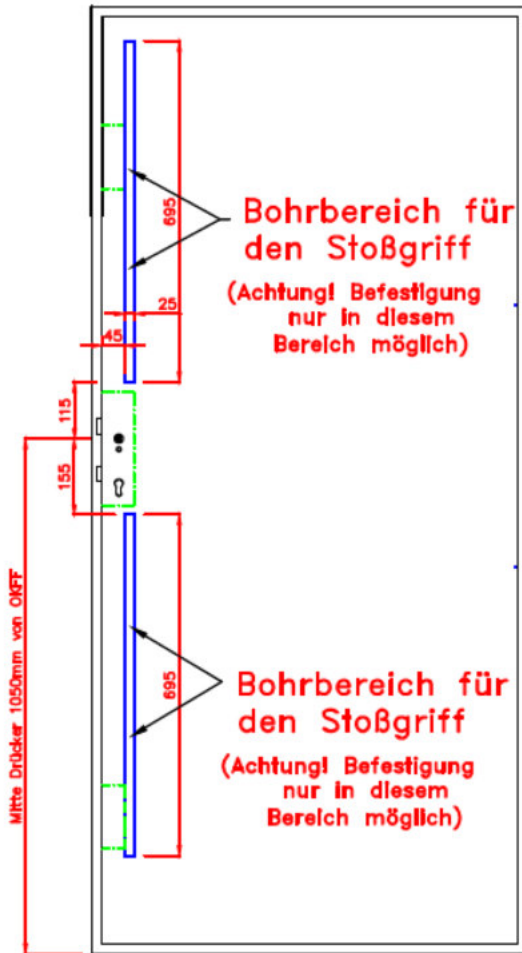 695
Bohrbereich für
den Stoßgriff
(Achtung! Befestigung
nur in diesem
Bereich möglich)
25
45
115
155
Mitte Drücker 1050mm von OKFF
695
Bohrbereich für
den Stoßgriff
(Achtung! Befestigung
nur in diesem
Bereich möglich)